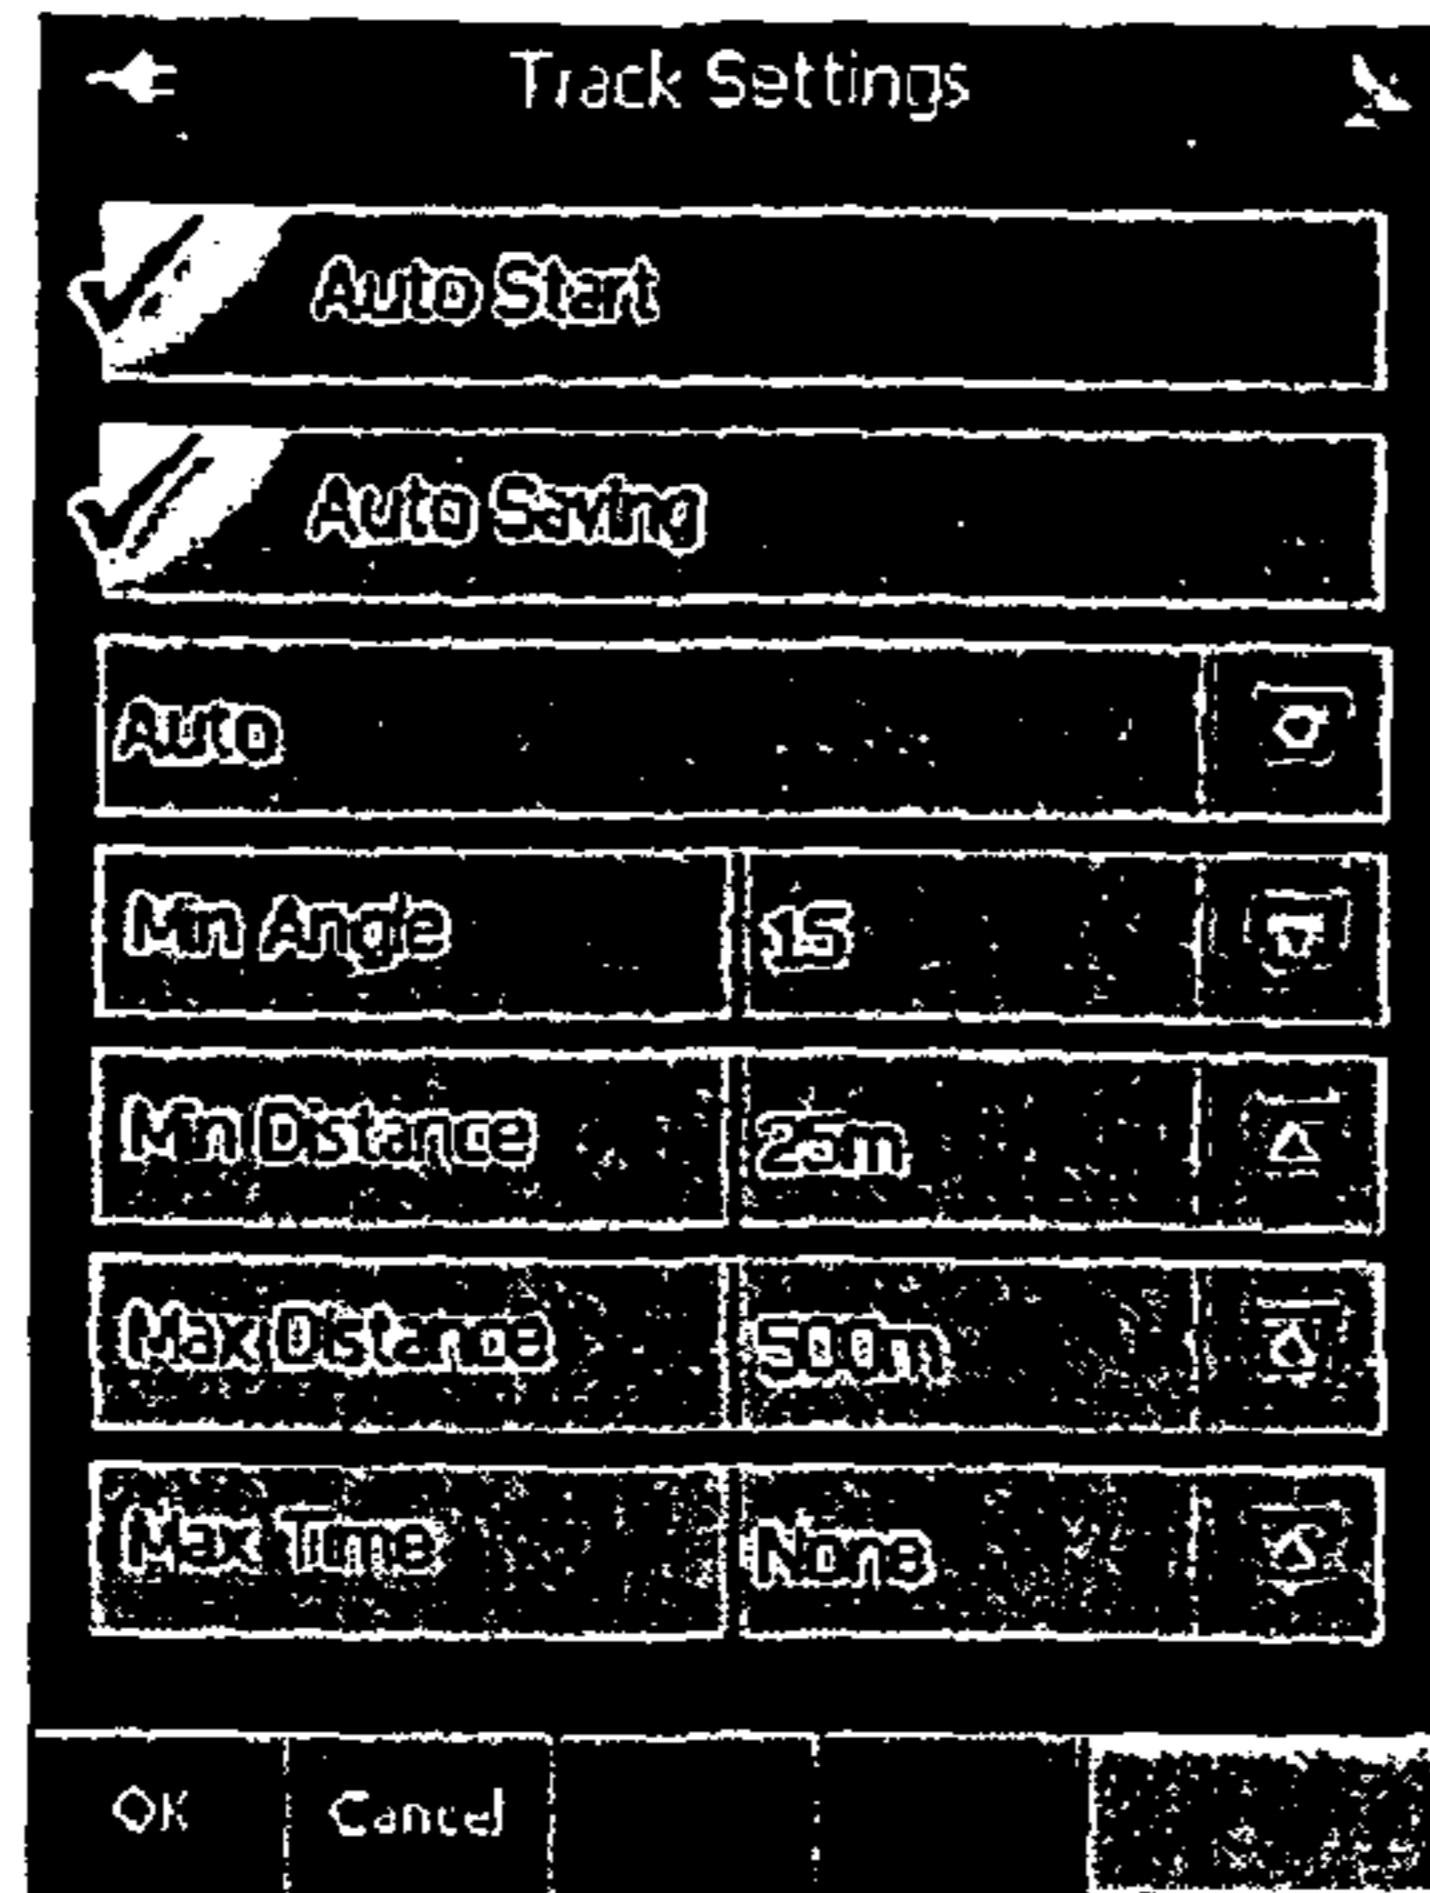 Track Settings
Auto Start
Auto Saving
Auto
Min Angle 15
Min Distance 25m
Max Distance 500m
Max Time None
OK Cancel